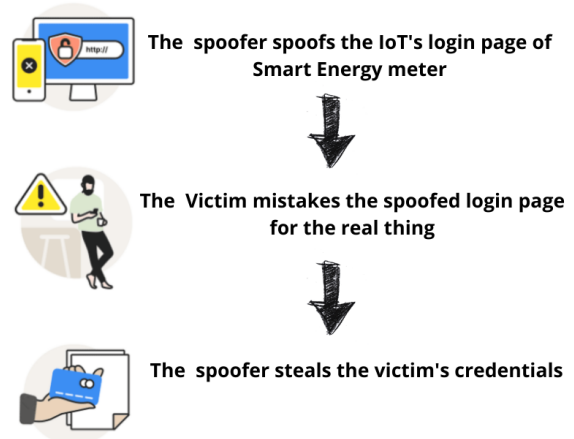 http://
The spoofer spoofs the IoT's login page of
Smart Energy meter
The Victim mistakes the spoofed login page
for the real thing
The spoofer steals the victim's credentials